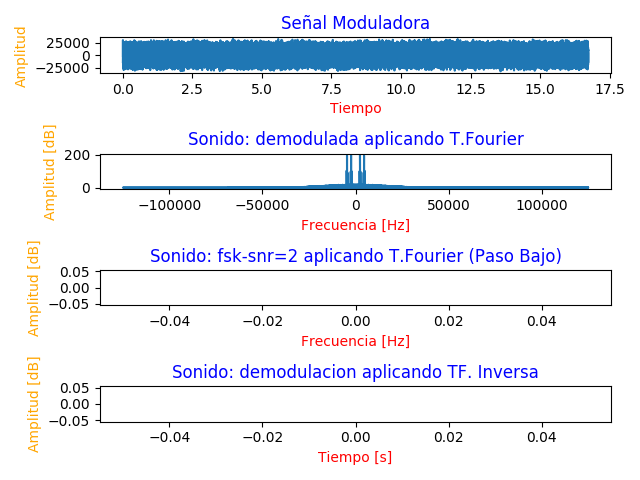 Señal Moduladora
Amplitud
25000
0
−25000
0.0 2.5 5.0 7.5 10.0 12.5 15.0 17.5
Tiempo
Sonido: demodulada aplicando T.Fourier
Amplitud [dB]
200
0
−100000 −50000 0 50000 100000
Frecuencia [Hz]
Sonido: fsk-snr=2 aplicando T.Fourier (Paso Bajo)
Amplitud [dB]
0.05
0.00
−0.05
−0.04 −0.02 0.00 0.02 0.04
Frecuencia [Hz]
Sonido: demodulacion aplicando TF. Inversa
Amplitud [dB]
0.05
0.00
−0.05
−0.04 −0.02 0.00 0.02 0.04
Tiempo [s]